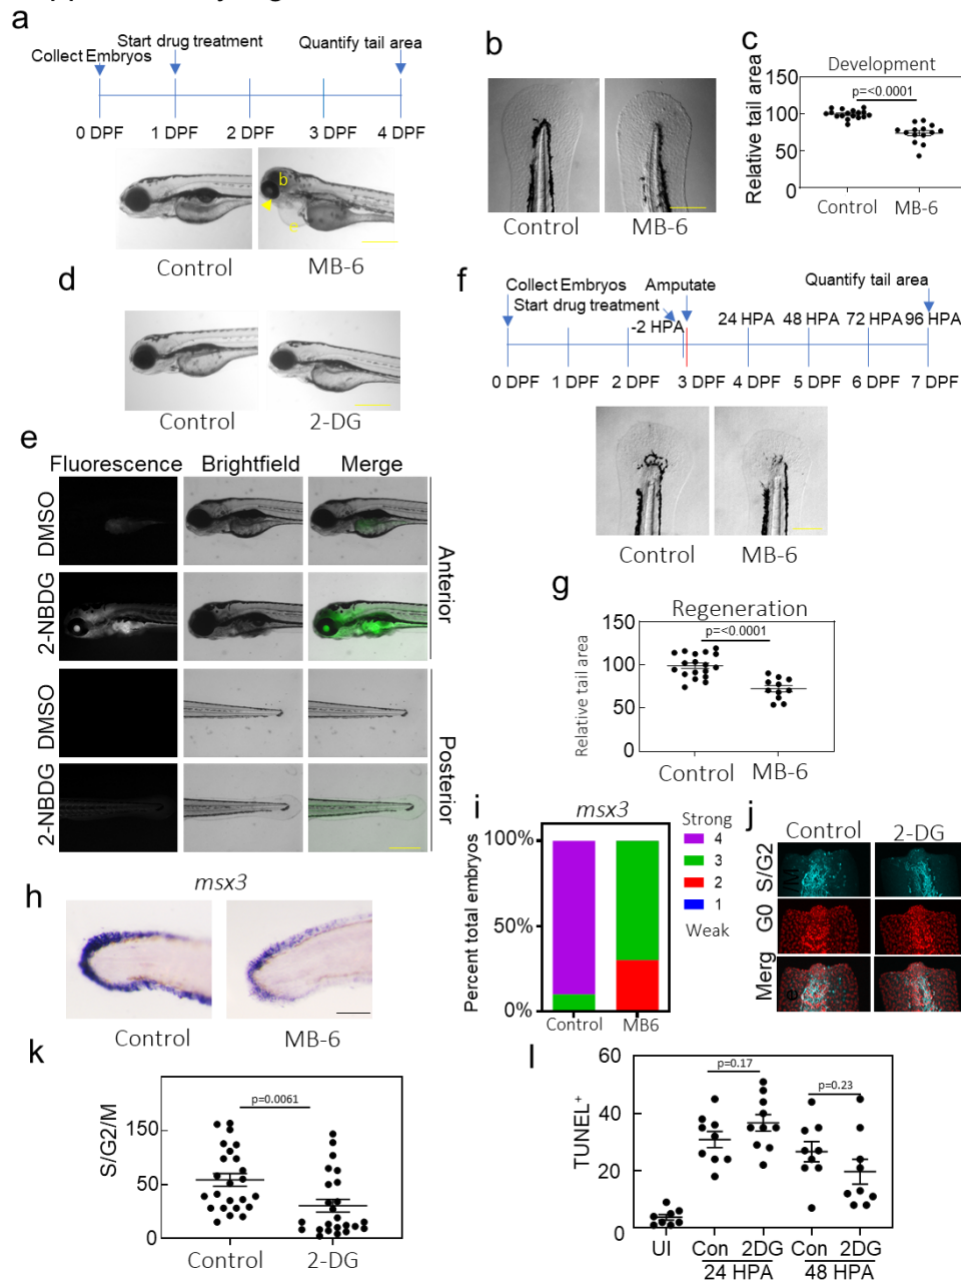 a
Start drug treatment
Quantify tail area
Collect Embryos
0 DPF
1 DPF
2 DPF
3 DPF
4 DPF
b
Control
MB-6
b
Control
MB-6
c
Development
p=<0.0001
Relative tail area
150
100
50
0
Control
MB-6
d
Control
2-DG
e
Fluorescence
Brightfield
Merge
DMSO
2-NBDG
Anterior
DMSO
2-NBDG
Posterior
f
Quantify tail area
Collect Embryos
Amputate
Start drug treatment
-2 HPA
24 HPA
48 HPA
72 HPA
96 HPA
0 DPF
1 DPF
2 DPF
3 DPF
4 DPF
5 DPF
6 DPF
7 DPF
Control
MB-6
g
Regeneration
p=<0.0001
Relative tail area
150
100
50
0
Control
MB-6
h
msx3
Control
MB-6
i
msx3
Percent total embryos
100%
50%
0%
Control
MB6
Strong
4
3
2
1
Weak
j
Control
2-DG
S/G2
/M
G0
Merg
e
k
p=0.0061
S/G2/M
150
50
0
Control
2-DG
l
TUNEL+
60
40
20
0
p=0.17
p=0.23
UI
Con
2DG
Con
2DG
24 HPA
48 HPA